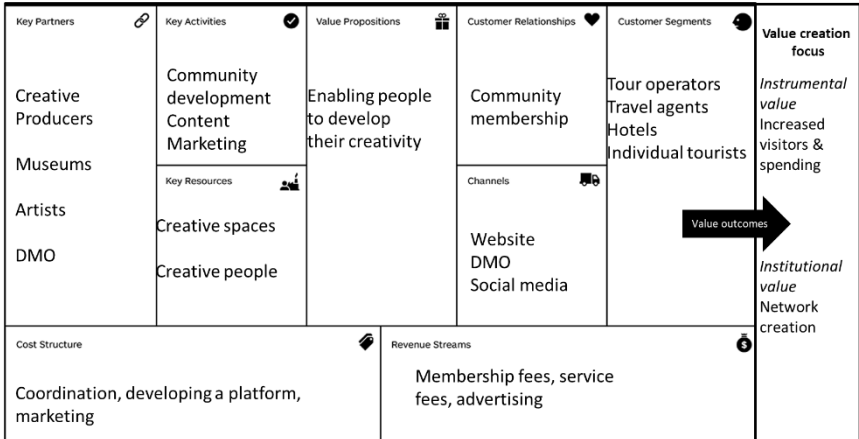 Key Partners
Creative
Producers
Museums
Artists
DMO
Key Activities
Community
development
Content
Marketing
Key Resources
Creative spaces
Creative people
Value Propositions
Enabling people
to develop
their creativity
Customer Relationships
Community
membership
Channels
Website
DMO
Social media
Customer Segments
Tour operators
Travel agents
Hotels
Individual tourists
Value outcomes
Value creation
focus
Instrumental
value
Increased
visitors &
spending
Institutional
value
Network
creation
Cost Structure
Coordination, developing a platform,
marketing
Revenue Streams
$
Membership fees, service
fees, advertising